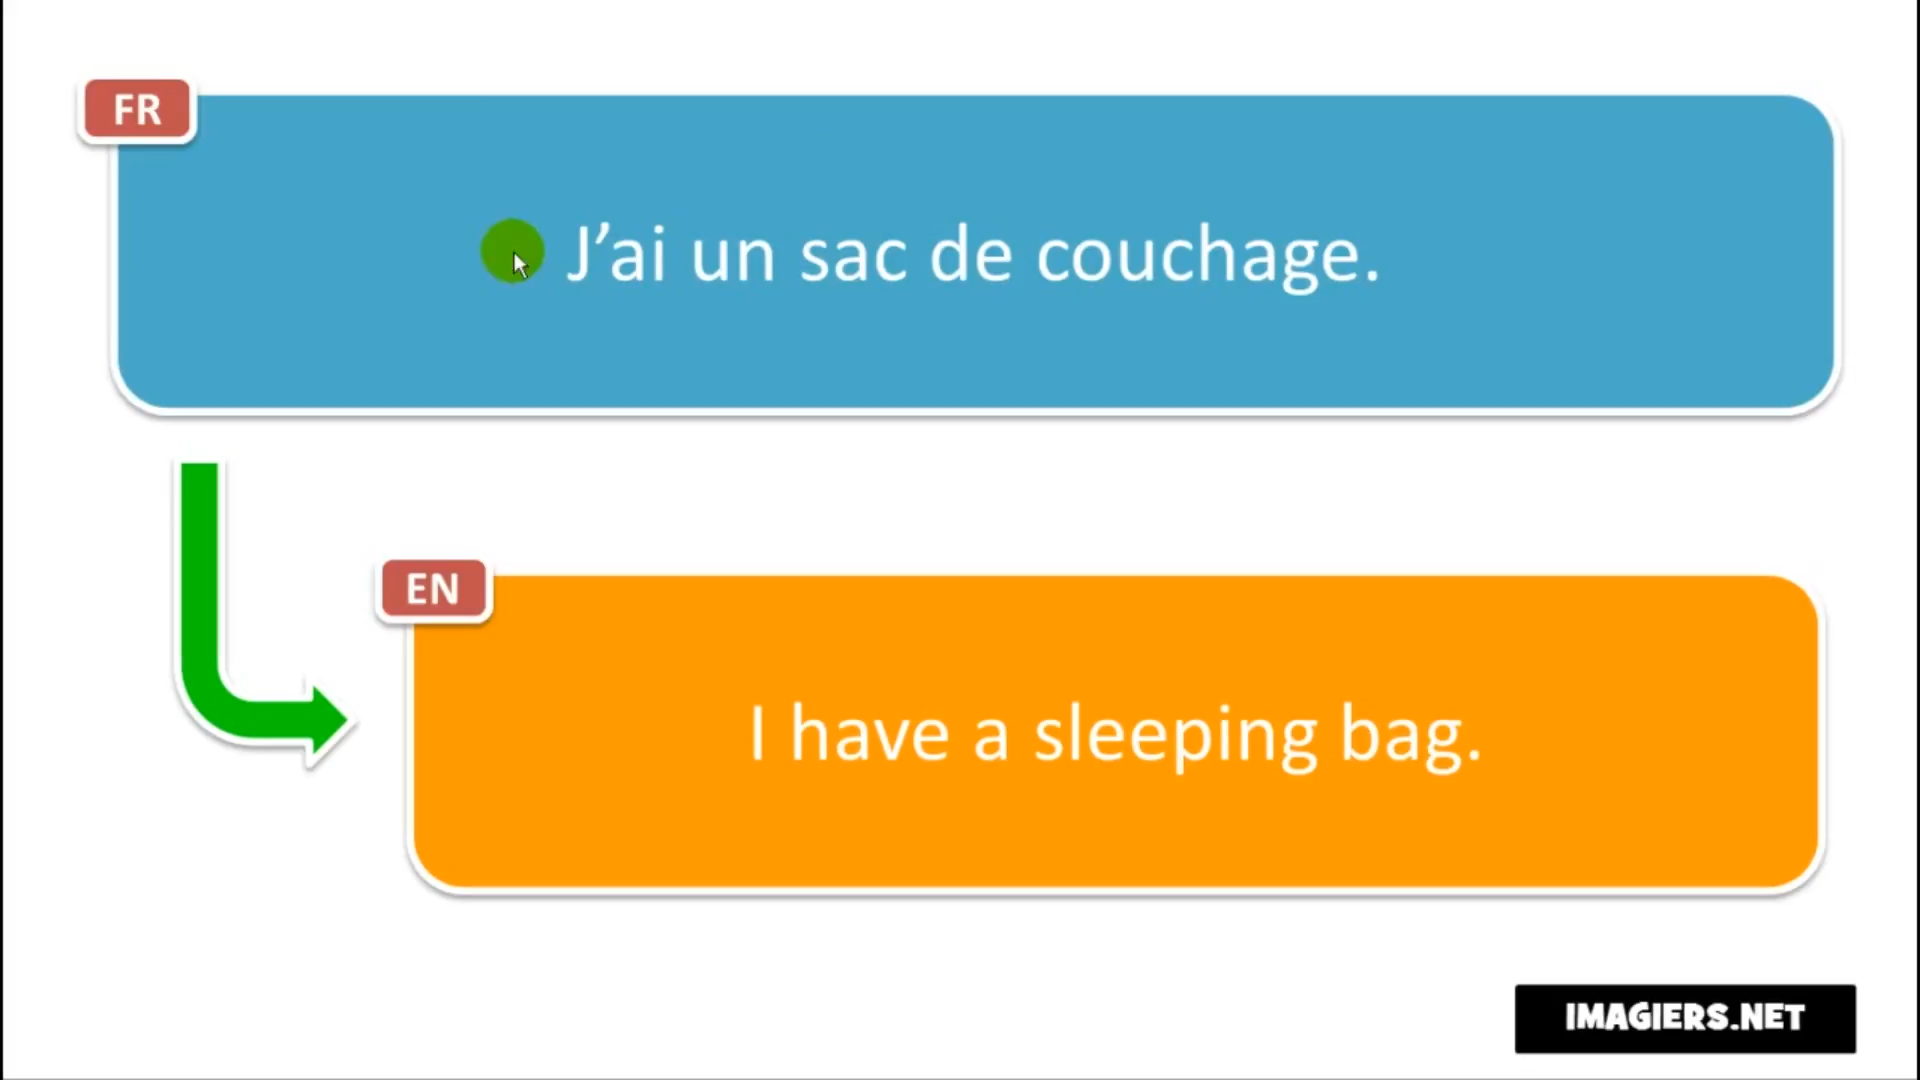 FR
J’ai un sac de couchage.
EN
I have a sleeping bag.
IMAGIERS.NET